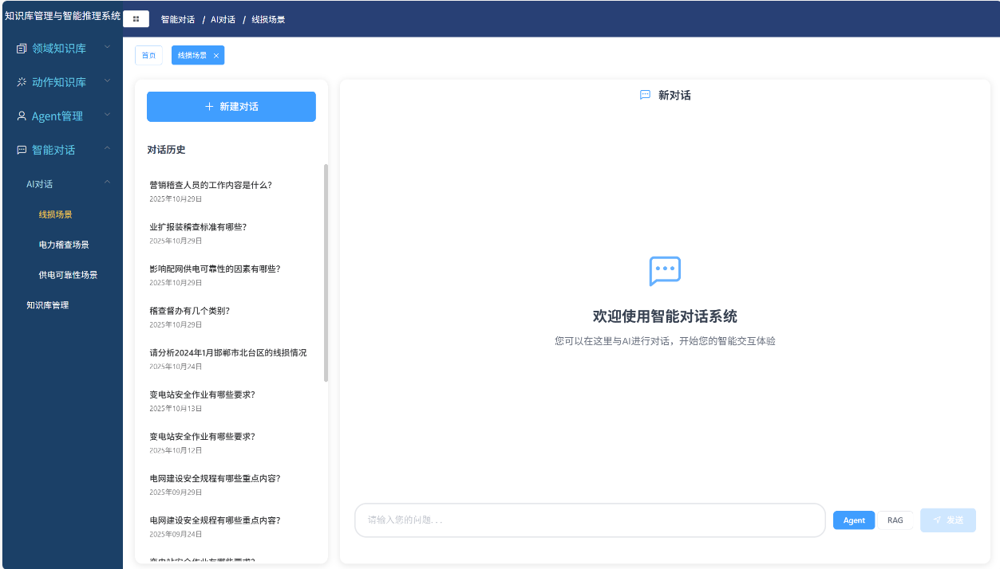 知识库管理与智能推理系统
领域知识库
动作知识库
Agent管理
智能对话
AI对话
线损场景
电力稽查场景
供电可靠性场景
知识库管理
智能对话 / AI对话 / 线损场景
首页
线损场景 ×
+ 新建对话
对话历史
营销稽查人员的工作内容是什么?
2025年10月29日
业扩报装稽查标准有哪些?
2025年10月29日
影响配网供电可靠性的因素有哪些?
2025年10月29日
稽查督办有几个类别?
2025年10月29日
请分析2024年1月邯郸市北台区的线损情况
2025年10月24日
变电站安全作业有哪些要求?
2025年10月13日
变电站安全作业有哪些要求?
2025年10月12日
电网建设安全规程有哪些重点内容?
2025年09月29日
电网建设安全规程有哪些重点内容?
2025年09月24日
变电站安全作业有哪些要求?
新对话
欢迎使用智能对话系统
您可以在这里与AI进行对话，开始您的智能交互体验
请输入您的问题...
Agent
RAG
发送